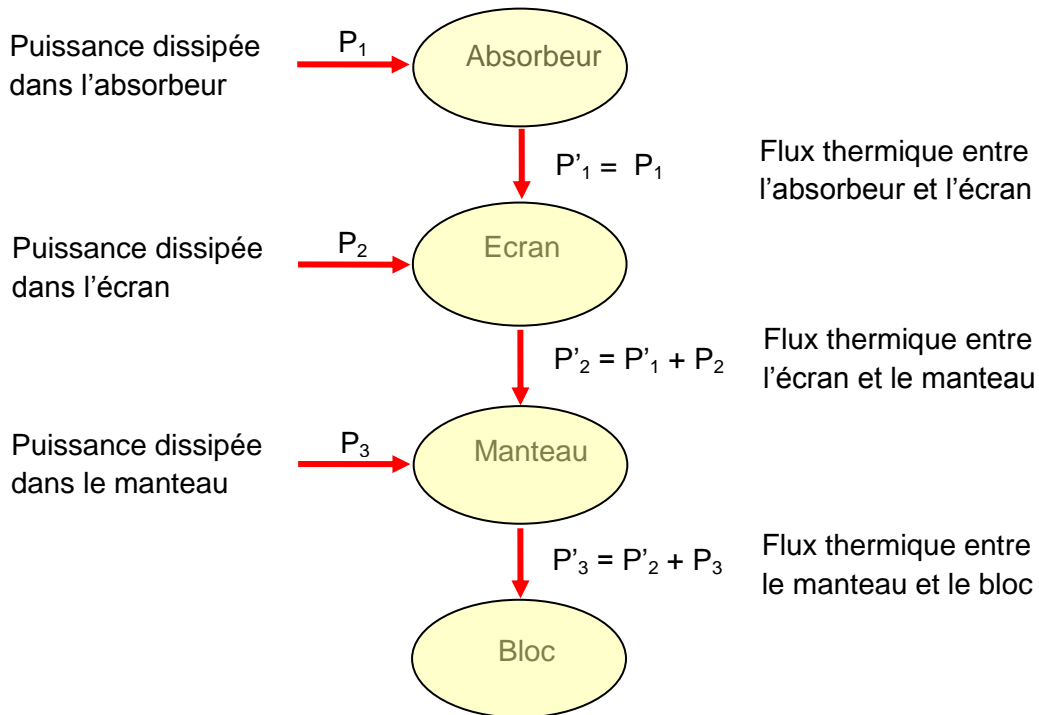 Puissance dissipée
dans l’absorbeur
P₁
Absorbeur
P’₁ = P₁
Flux thermique entre
l’absorbeur et l’écran
Puissance dissipée
dans l’écran
P₂
Ecran
P’₂ = P’₁ + P₂
Flux thermique entre
l’écran et le manteau
Puissance dissipée
dans le manteau
P₃
Manteau
P’₃ = P’₂ + P₃
Flux thermique entre
le manteau et le bloc
Bloc